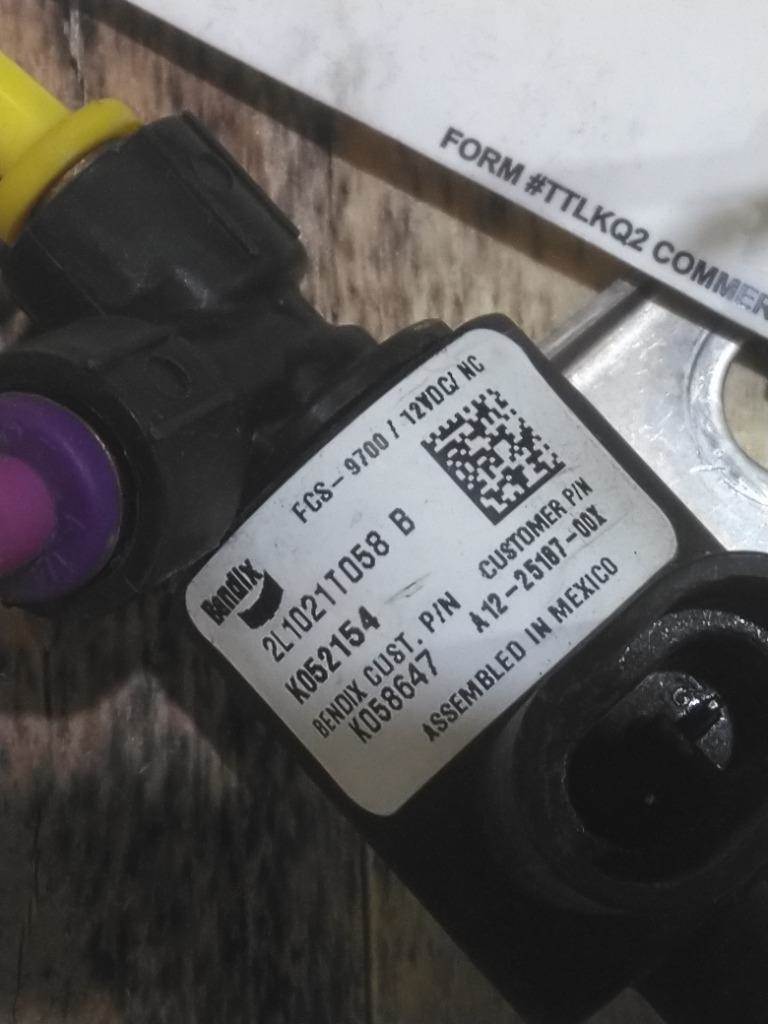 FORM #TTLKQ2 COMMER
FCS-9700 / 12VDC/ NC
Bendix
2L1021T058 B
K052154
BENDIX CUST. P/N
K058647
CUSTOMER P/N
A12-25187-00X
ASSEMBLED IN MEXICO